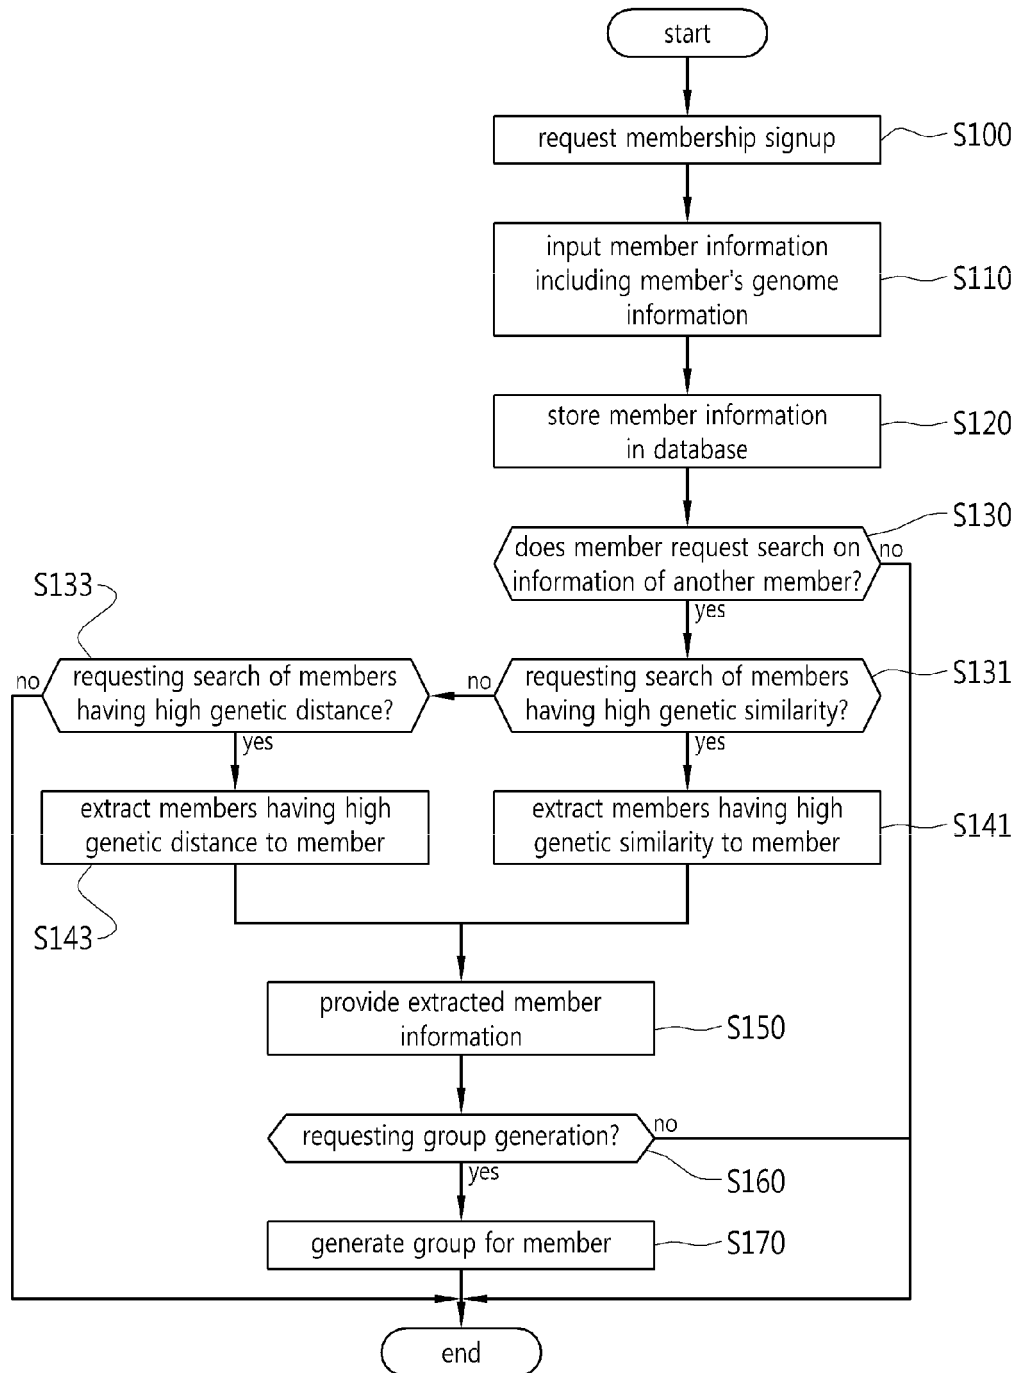 start
request membership signup
S100
input member information
including member's genome
information
S110
store member information
in database
S120
S130
does member request search on
information of another member?
no
yes
S133
S131
no
requesting search of members
having high genetic distance?
no
requesting search of members
having high genetic similarity?
yes
yes
extract members having high
genetic distance to member
extract members having high
genetic similarity to member
S141
S143
provide extracted member
information
S150
requesting group generation?
no
yes
S160
generate group for member
S170
end